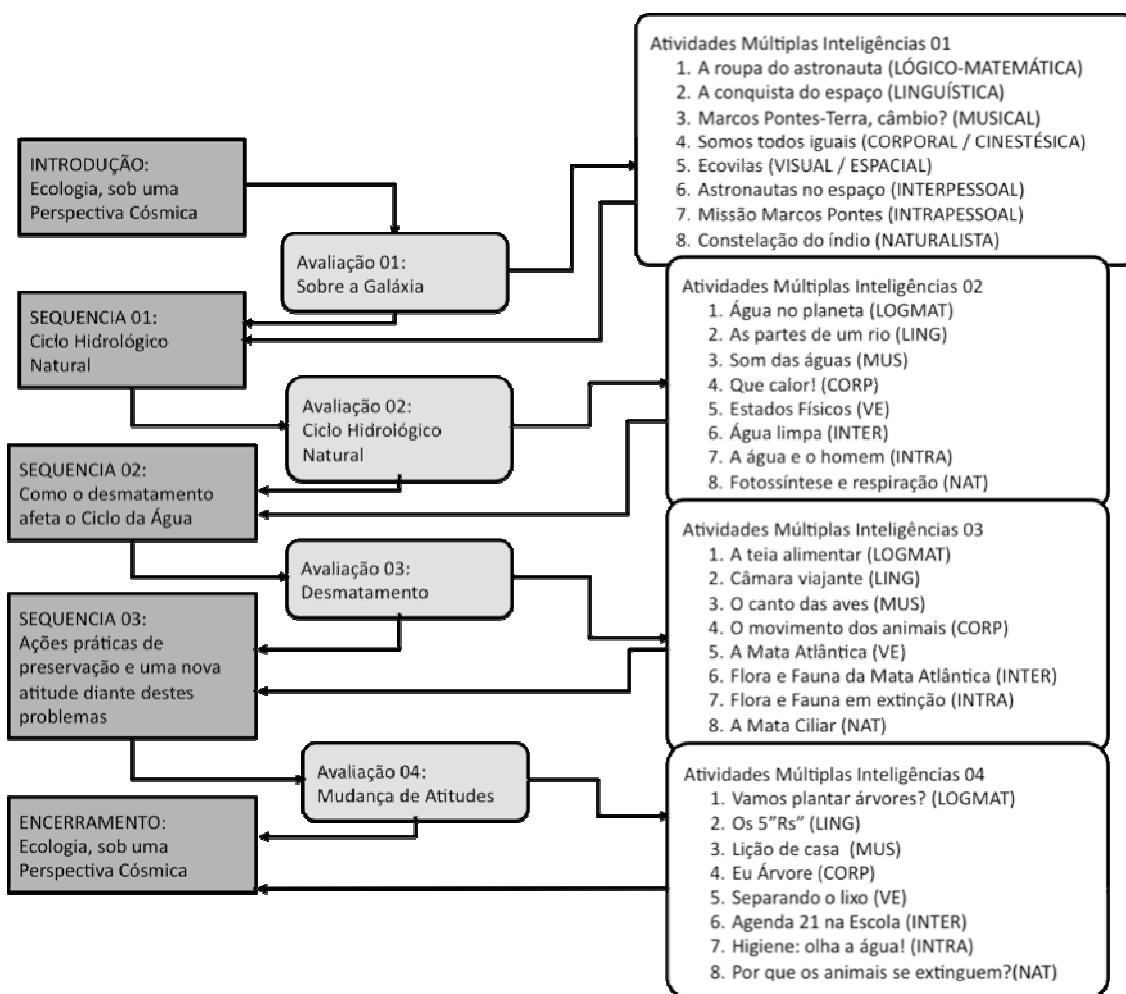 INTRODUÇÃO:
Ecologia, sob uma
Perspectiva Cósmica
Avaliação 01:
Sobre a Galáxia
Atividades Múltiplas Inteligências 01
1. A roupa do astronauta (LÓGICO-MATEMÁTICA)
2. A conquista do espaço (LINGUÍSTICA)
3. Marcos Pontes-Terra, câmbio? (MUSICAL)
4. Somos todos iguais (CORPORAL / CINESTÉSICA)
5. Ecovilas (VISUAL / ESPACIAL)
6. Astronautas no espaço (INTERPESSOAL)
7. Missão Marcos Pontes (INTRAPESSOAL)
8. Constelação do índio (NATURALISTA)
SEQUENCIA 01:
Ciclo Hidrológico
Natural
Avaliação 02:
Ciclo Hidrológico
Natural
Atividades Múltiplas Inteligências 02
1. Água no planeta (LOGMAT)
2. As partes de um rio (LING)
3. Som das águas (MUS)
4. Que calor! (CORP)
5. Estados Físicos (VE)
6. Água limpa (INTER)
7. A água e o homem (INTRA)
8. Fotossíntese e respiração (NAT)
SEQUENCIA 02:
Como o desmatamento
afeta o Ciclo da Água
Avaliação 03:
Desmatamento
Atividades Múltiplas Inteligências 03
1. A teia alimentar (LOGMAT)
2. Câmara viajante (LING)
3. O canto das aves (MUS)
4. O movimento dos animais (CORP)
5. A Mata Atlântica (VE)
6. Flora e Fauna da Mata Atlântica (INTER)
7. Flora e Fauna em extinção (INTRA)
8. A Mata Ciliar (NAT)
SEQUENCIA 03:
Ações práticas de
preservação e uma nova
atitude diante destes
problemas
Avaliação 04:
Mudança de Atitudes
Atividades Múltiplas Inteligências 04
1. Vamos plantar árvores? (LOGMAT)
2. Os 5”Rs” (LING)
3. Lição de casa (MUS)
4. Eu Árvore (CORP)
5. Separando o lixo (VE)
6. Agenda 21 na Escola (INTER)
7. Higiene: olha a água! (INTRA)
8. Por que os animais se extinguem?(NAT)
ENCERRAMENTO:
Ecologia, sob uma
Perspectiva Cósmica